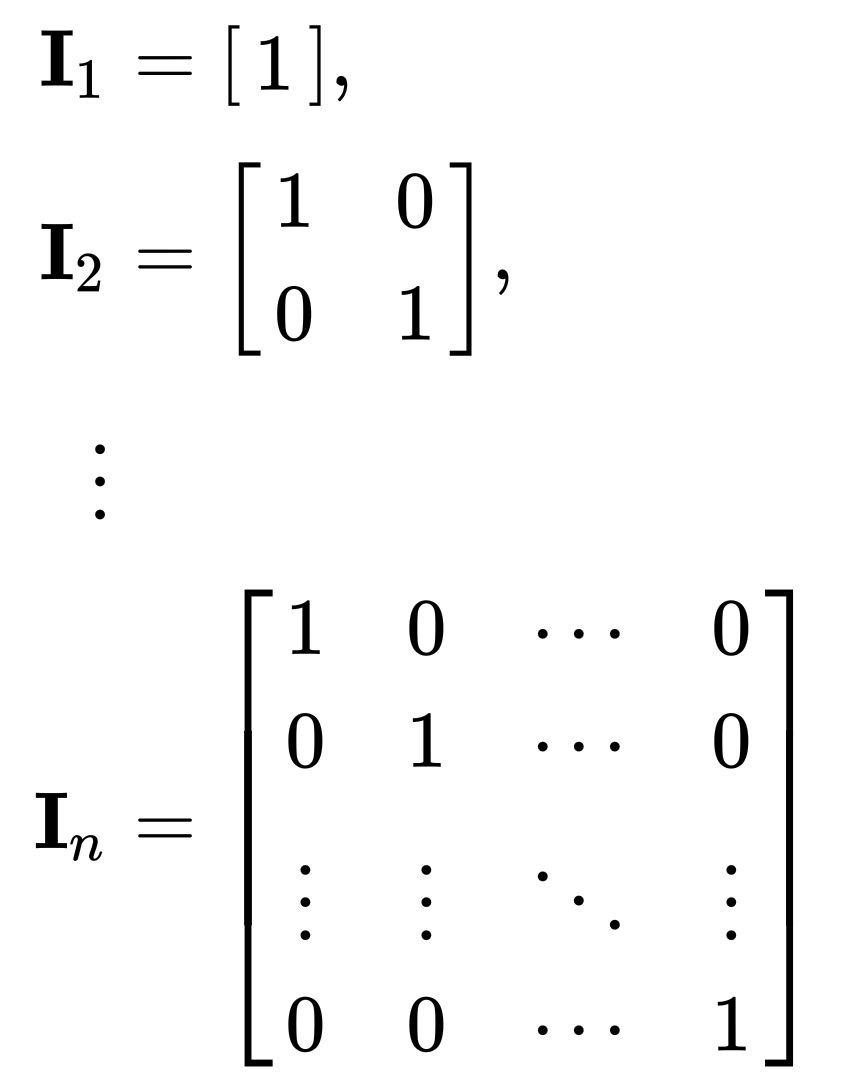 I₁ = [ 1 ],
I₂ = [ 1 0
0 1 ],
⋮
Iₙ = [ 1 0 ⋯ 0
0 1 ⋯ 0
⋮ ⋮ ⋱ ⋮
0 0 ⋯ 1 ]